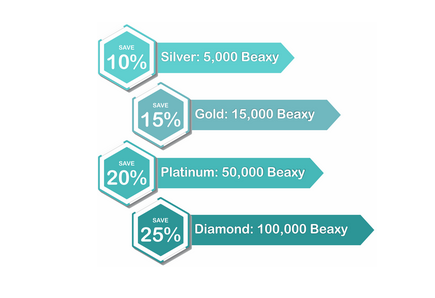 SAVE
10%
Silver: 5,000 Beaxy
SAVE
15%
Gold: 15,000 Beaxy
SAVE
20%
Platinum: 50,000 Beaxy
SAVE
25%
Diamond: 100,000 Beaxy